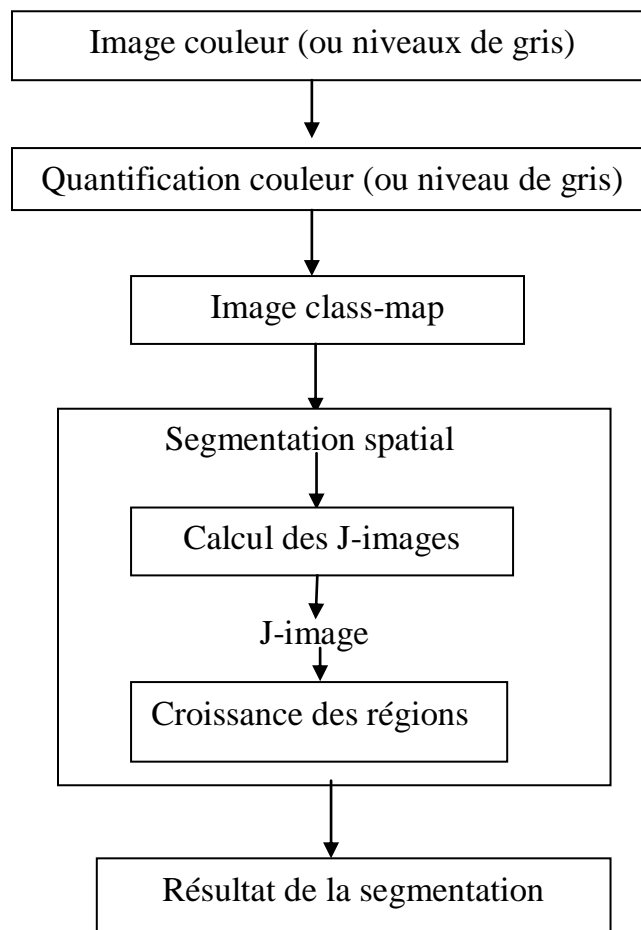 Image couleur (ou niveaux de gris)
Quantification couleur (ou niveau de gris)
Image class-map
Segmentation spatial
Calcul des J-images
J-image
Croissance des régions
Résultat de la segmentation